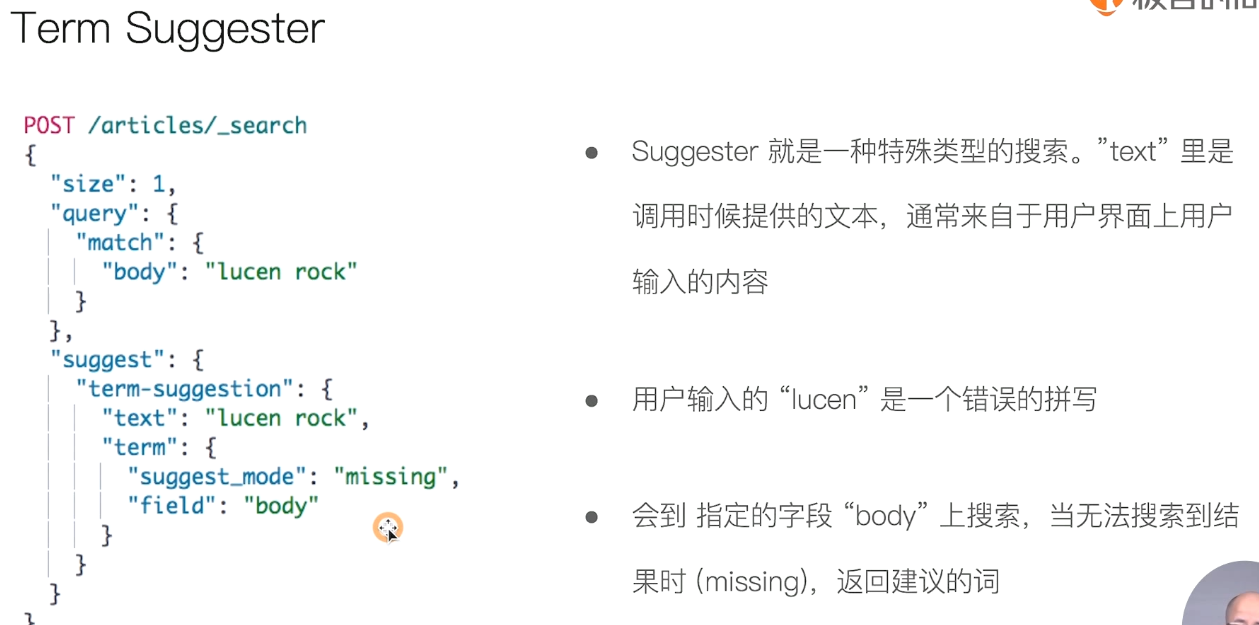 Term Suggester
POST /articles/_search
{
"size": 1,
"query": {
"match": {
"body": "lucen rock"
}
},
"suggest": {
"term-suggestion": {
"text": "lucen rock",
"term": {
"suggest_mode": "missing",
"field": "body"
}
}
}
}
● Suggester 就是一种特殊类型的搜索。”text” 里是
调用时候提供的文本，通常来自于用户界面上用户
输入的内容
● 用户输入的 “lucen” 是一个错误的拼写
● 会到 指定的字段 “body” 上搜索，当无法搜索到结
果时 (missing)，返回建议的词